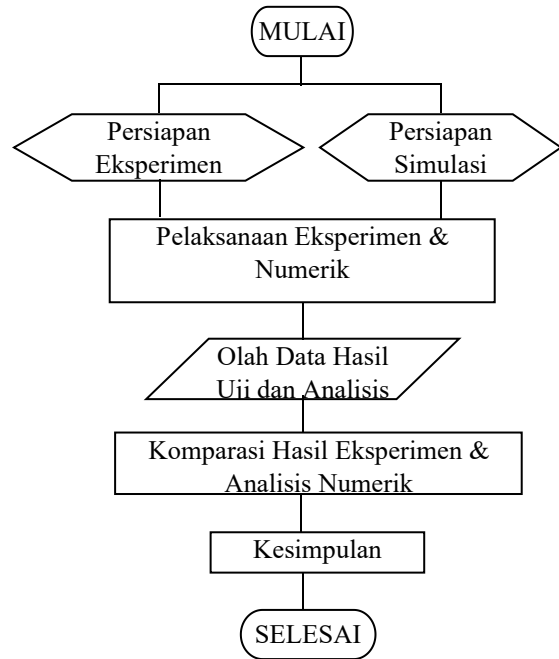 MULAI
Persiapan
Eksperimen
Persiapan
Simulasi
Pelaksanaan Eksperimen &
Numerik
Olah Data Hasil
Uji dan Analisis
Komparasi Hasil Eksperimen &
Analisis Numerik
Kesimpulan
SELESAI